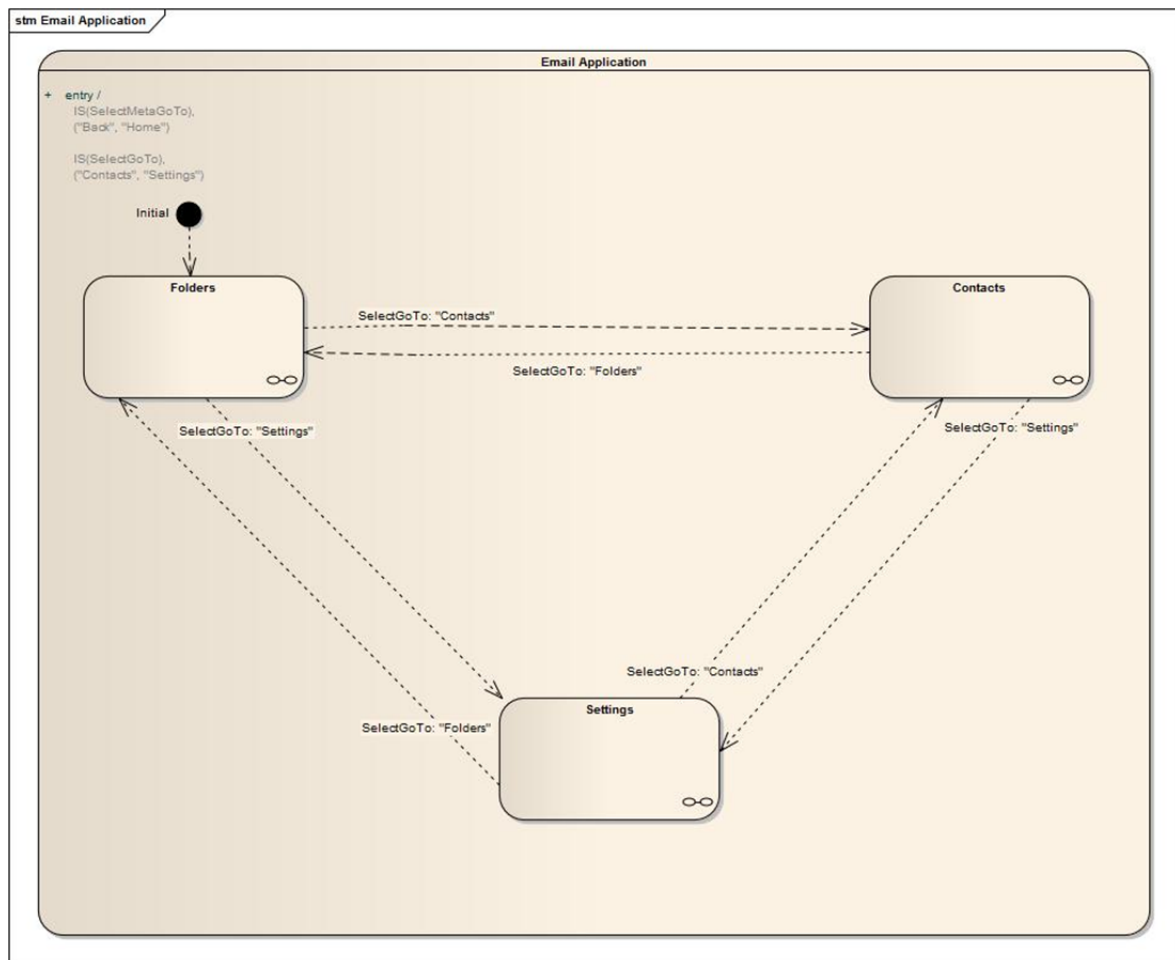 stm Email Application
Email Application
+ entry /
IS(SelectMetaGoTo),
("Back", "Home")
IS(SelectGoTo),
("Contacts", "Settings")
Initial
Folders
Contacts
SelectGoTo: "Contacts"
SelectGoTo: "Folders"
SelectGoTo: "Settings"
SelectGoTo: "Settings"
SelectGoTo: "Contacts"
Settings
SelectGoTo: "Folders"